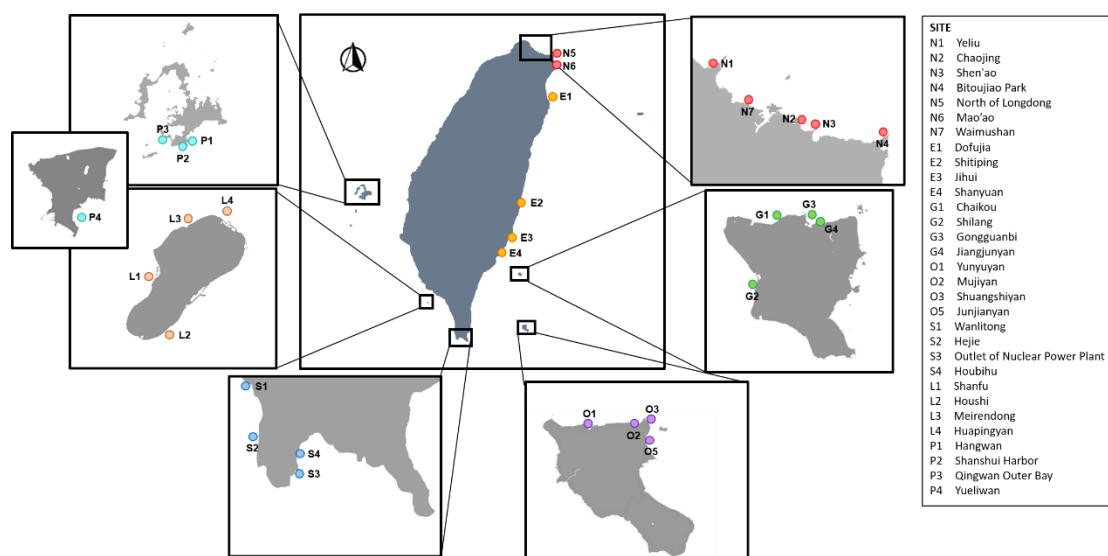 N5
N6
E1
E2
E3
E4
P3
P1
P2
P4
L4
L3
L1
L2
N1
N7
N2
N3
N4
G1
G3
G4
G2
S1
S2
S4
S3
O1
O3
O2
O5
SITE
N1 Yeliu
N2 Chaojing
N3 Shen'ao
N4 Bitoujiao Park
N5 North of Longdong
N6 Mao'ao
N7 Waimushan
E1 Dofujia
E2 Shitiping
E3 Jihui
E4 Shanyuan
G1 Chaikou
G2 Shilang
G3 Gongguanbi
G4 Jiangjunyan
O1 Yunyuyan
O2 Mujiyan
O3 Shuangshiyan
O5 Junjianyan
S1 Wanlitong
S2 Hejie
S3 Outlet of Nuclear Power Plant
S4 Houbihu
L1 Shanfu
L2 Houshi
L3 Meirendong
L4 Huapingyan
P1 Hangwan
P2 Shanshui Harbor
P3 Qingwan Outer Bay
P4 Yueliwan